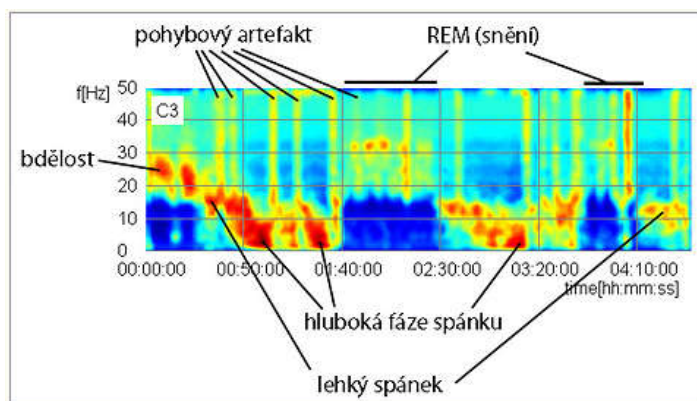 pohybový artefakt
REM (snění)
f[Hz]
50
C3
40
30
bdělost
20
10
0
00:00:00 00:50:00 01:40:00 02:30:00 03:20:00 04:10:00
time[hh:mm:ss]
hluboká fáze spánku
lehký spánek